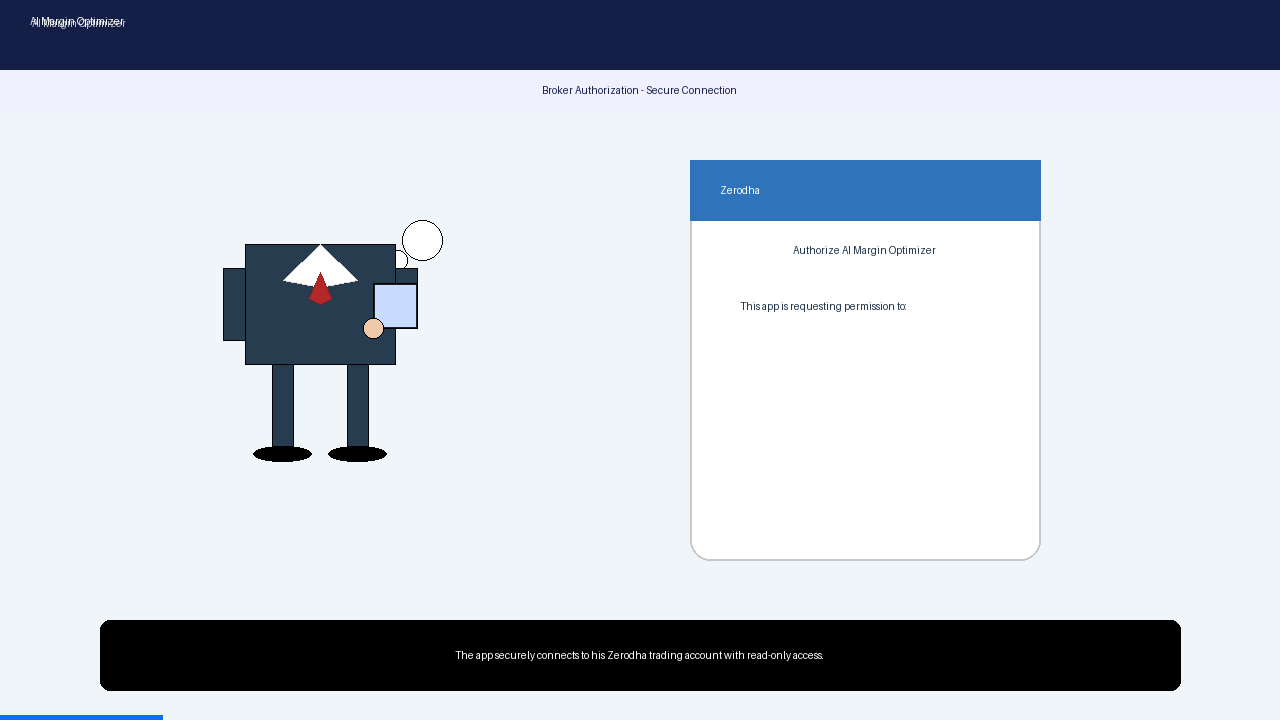 AI Margin Optimizer
Broker Authorization - Secure Connection
Zerodha
Authorize AI Margin Optimizer
This app is requesting permission to:
The app securely connects to his Zerodha trading account with read-only access.